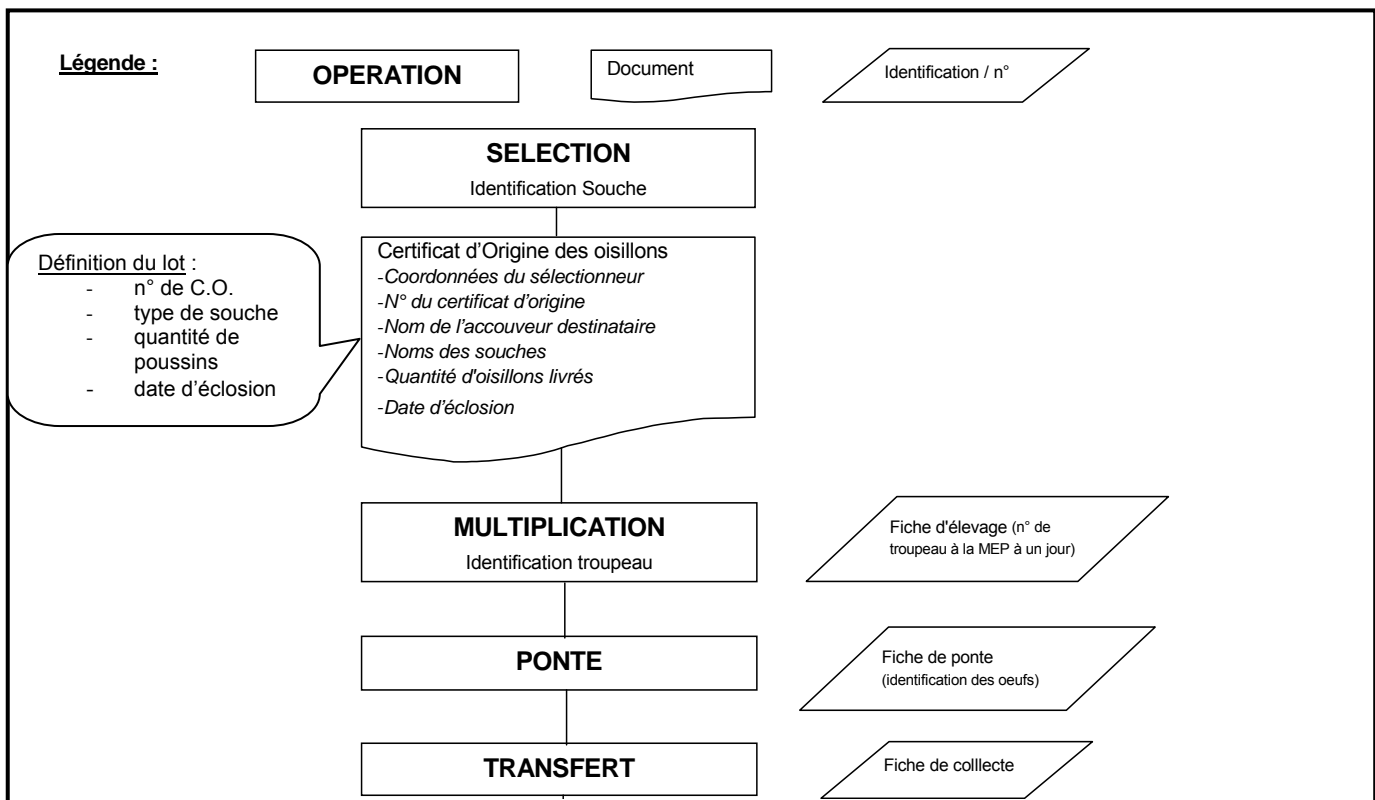 Légende :
OPERATION
Document
Identification / n°
SELECTION
Identification Souche
Définition du lot :
- n° de C.O.
- type de souche
- quantité de
poussins
- date d'éclosion
Certificat d'Origine des oisillons
-Coordonnées du sélectionneur
-N° du certificat d'origine
-Nom de l'accouveur destinataire
-Noms des souches
-Quantité d'oisillons livrés
-Date d'éclosion
MULTIPLICATION
Identification troupeau
Fiche d'élevage (n° de
troupeau à la MEP à un jour)
PONTE
Fiche de ponte
(identification des oeufs)
TRANSFERT
Fiche de colllecte